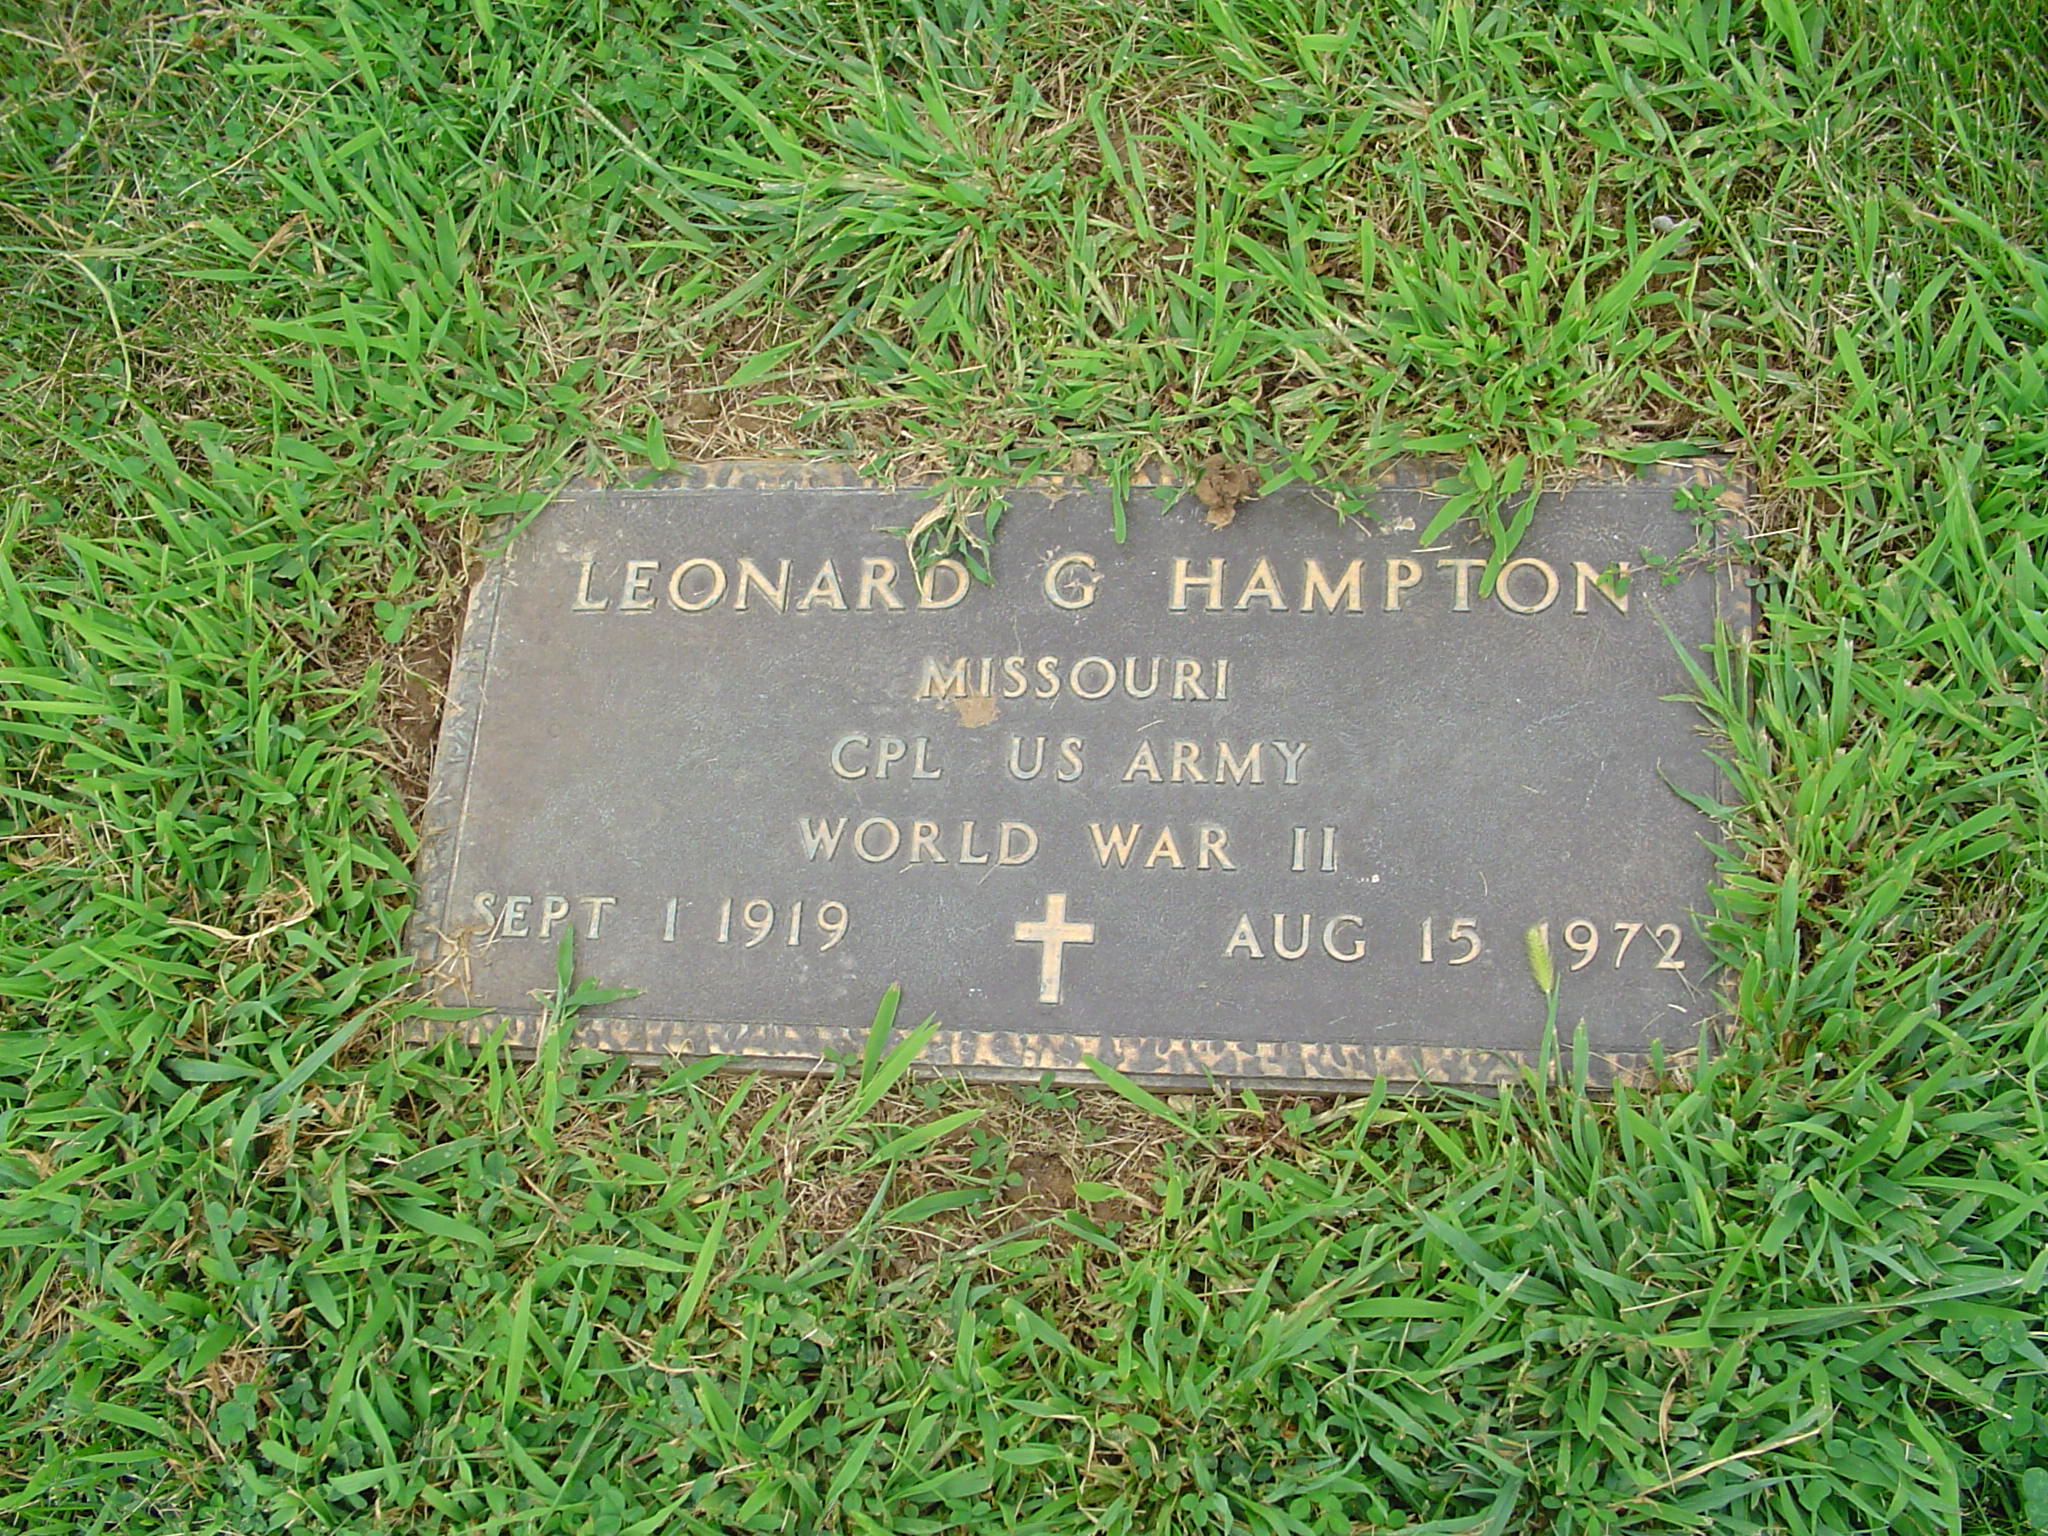 LEONARD G HAMPTON
MISSOURI
CPL US ARMY
WORLD WAR II
SEPT 1 1919 AUG 15 1972